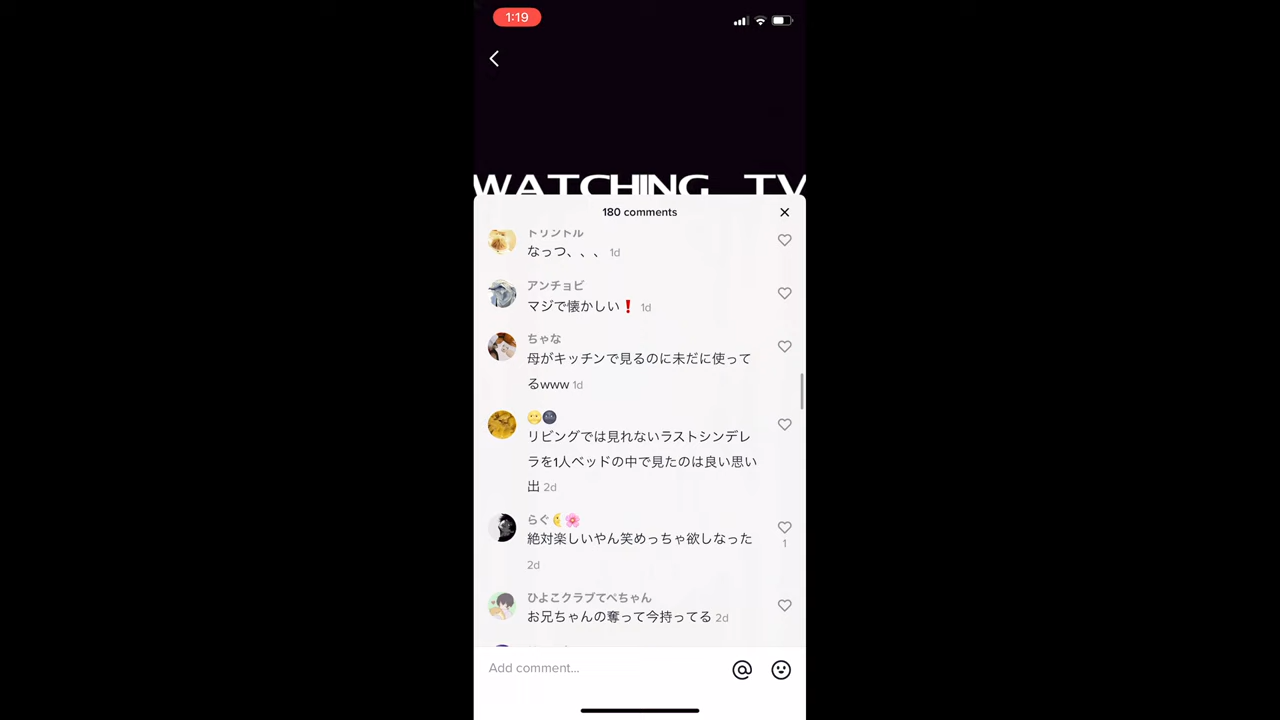 1:19
WATCHING TV
180 comments
トリントル
なっつ、、、 1d
アンチョビ
マジで懐かしい❗ 1d
ちゃな
母がキッチンで見るのに未だに使って
るwww 1d
🌝🌚
リビングでは見れないラストシンデレ
ラを1人ベッドの中で見たのは良い思い
出 2d
らぐ🌜🌸
絶対楽しいやん笑めっちゃ欲しなった
1
2d
ひよこクラブてぺちゃん
お兄ちゃんの奪って今持ってる 2d
Add comment...